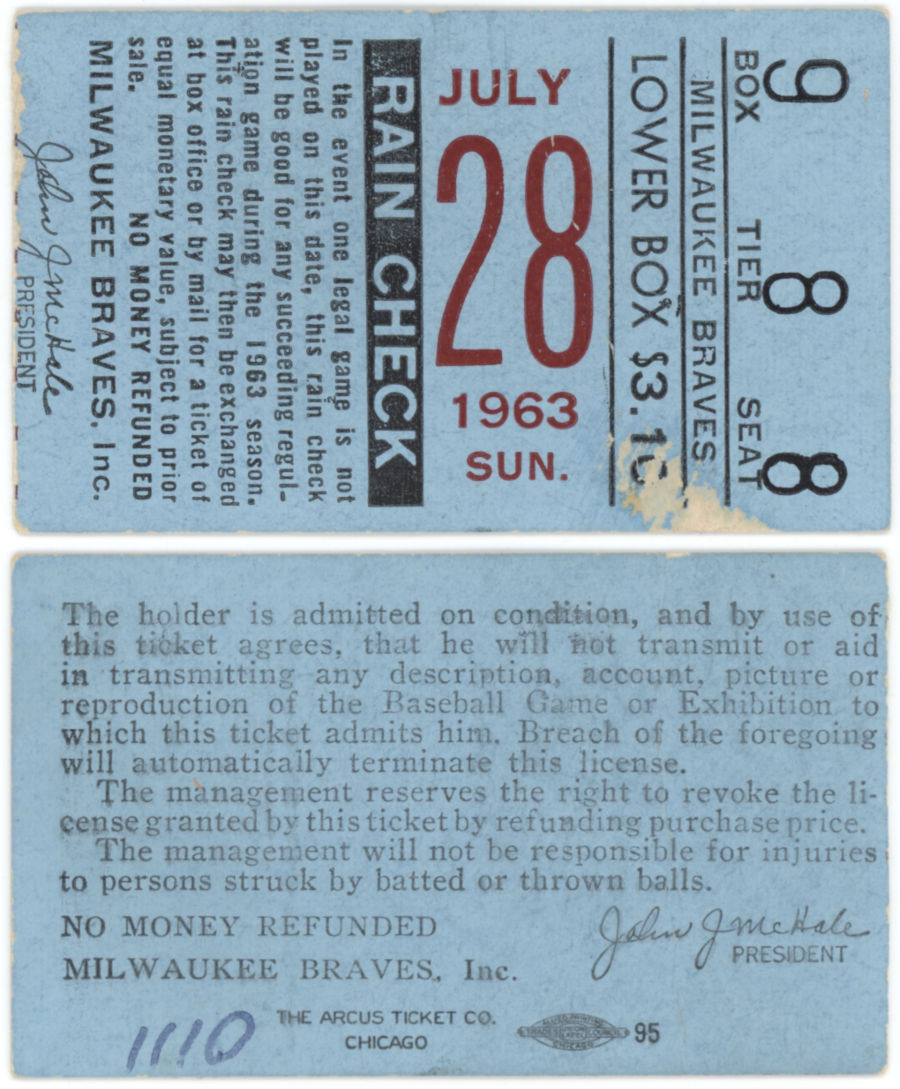 9 8 8
BOX TIER SEAT
MILWAUKEE BRAVES
LOWER BOX $3.1
JULY
28
1963
SUN.
RAIN CHECK
In the event one legal game is not
played on this date, this rain check
will be good for any succeeding regul-
ation game during the 1963 season.
This rain check may then be exchanged
at box office or by mail for a ticket of
equal monetary value, subject to prior
sale. NO MONEY REFUNDED
MILWAUKEE BRAVES, Inc.
John J McHale
PRESIDENT
The holder is admitted on condition, and by use of
this ticket agrees, that he will not transmit or aid
in transmitting any description, account, picture or
reproduction of the Baseball Game or Exhibition to
which this ticket admits him. Breach of the foregoing
will automatically terminate this license.
The management reserves the right to revoke the li-
cense granted by this ticket by refunding purchase price.
The management will not be responsible for injuries
to persons struck by batted or thrown balls.
NO MONEY REFUNDED
John J McHale
PRESIDENT
MILWAUKEE BRAVES, Inc.
1110
THE ARCUS TICKET CO.
CHICAGO
ALLIED PRINTING
TRADES COUNCIL
CHICAGO
95